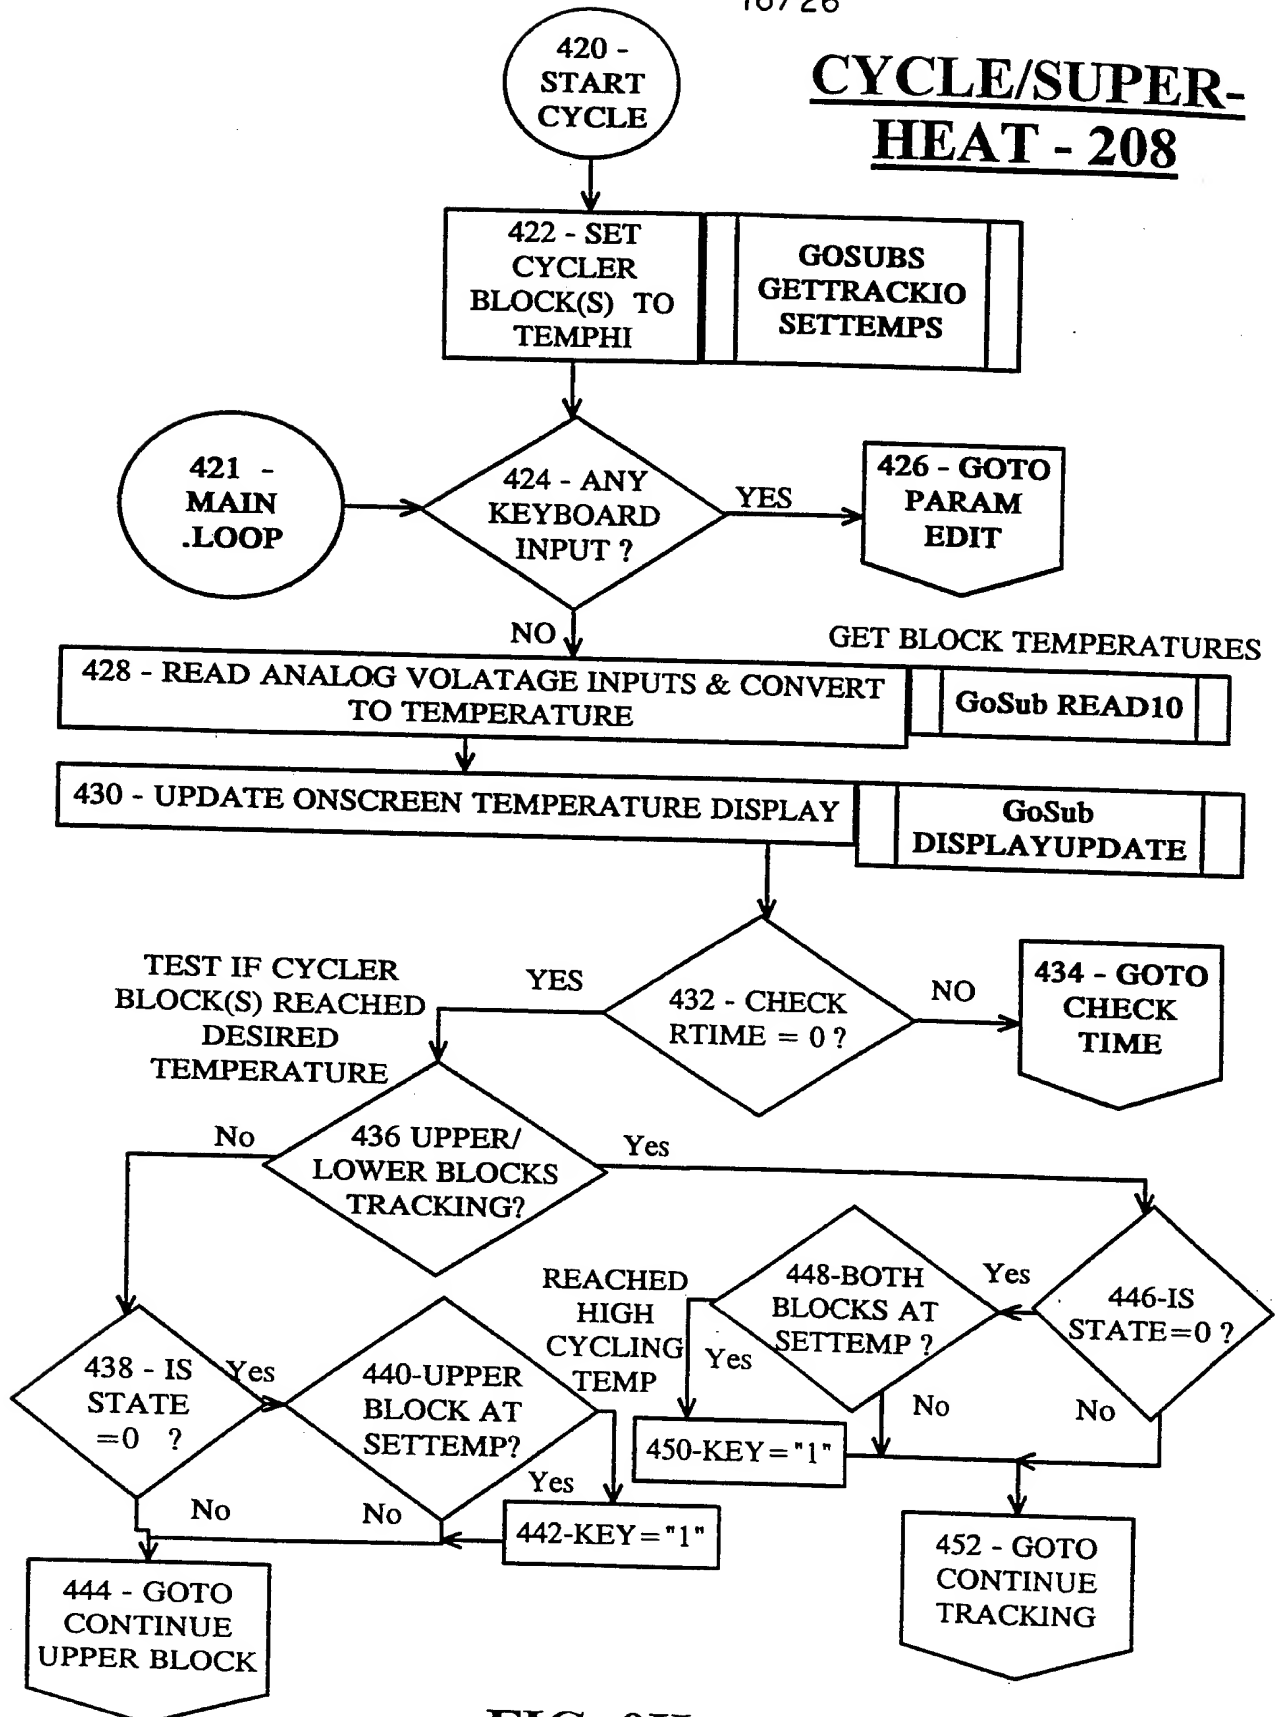 420 -
START
CYCLE
CYCLE/SUPER-
HEAT - 208
422 - SET
CYCLER
BLOCK(S) TO
TEMPHI
GOSUBS
GETTRACKIO
SETTEMPS
421 -
MAIN
.LOOP
424 - ANY
KEYBOARD
INPUT ?
YES
426 - GOTO
PARAM
EDIT
NO
GET BLOCK TEMPERATURES
428 - READ ANALOG VOLATAGE INPUTS & CONVERT
TO TEMPERATURE
GoSub READ10
430 - UPDATE ONSCREEN TEMPERATURE DISPLAY
GoSub
DISPLAYUPDATE
TEST IF CYCLER
BLOCK(S) REACHED
DESIRED
TEMPERATURE
YES
432 - CHECK
RTIME = 0 ?
NO
434 - GOTO
CHECK
TIME
No
436 UPPER/
LOWER BLOCKS
TRACKING?
Yes
438 - IS
STATE
=0 ?
Yes
440-UPPER
BLOCK AT
SETTEMP?
REACHED
HIGH
CYCLING
TEMP
448-BOTH
BLOCKS AT
SETTEMP ?
Yes
446-IS
STATE=0 ?
Yes
No
No
450-KEY="1"
No
No
Yes
442-KEY="1"
444 - GOTO
CONTINUE
UPPER BLOCK
452 - GOTO
CONTINUE
TRACKING